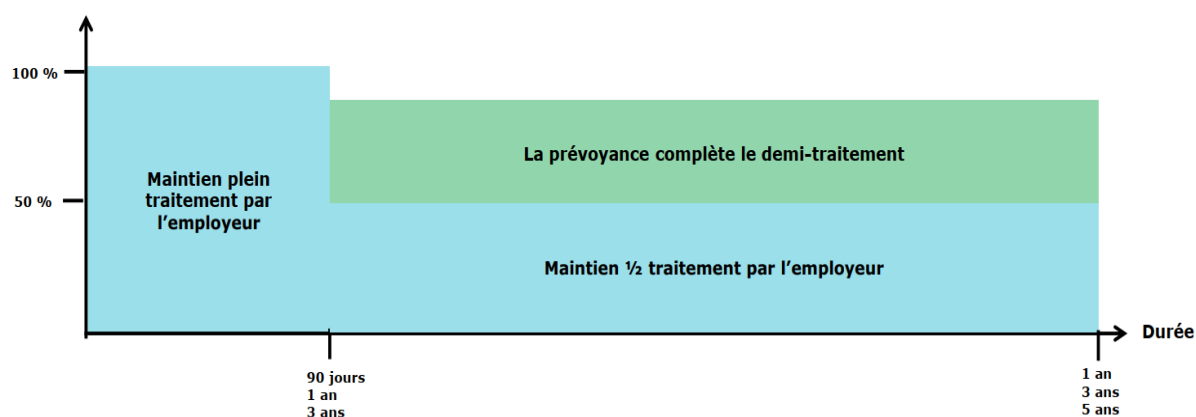 100 %
50 %
Maintien plein
traitement par
l’employeur
La prévoyance complète le demi-traitement
Maintien ½ traitement par l’employeur
Durée
90 jours
1 an
3 ans
1 an
3 ans
5 ans